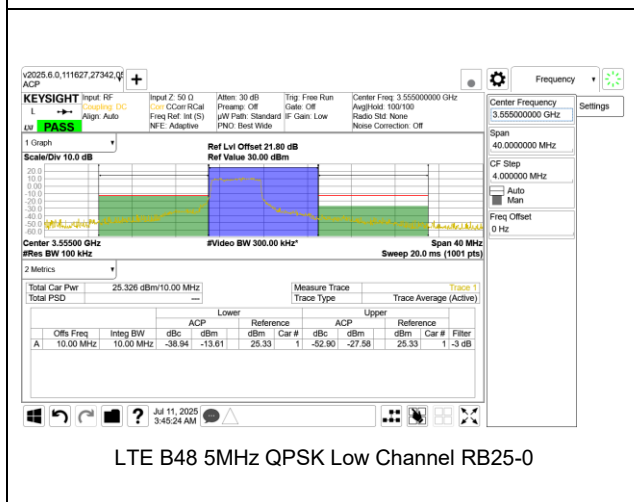 v2025.6.0,111627,27342,
ACP
Frequency
KEYSIGHT Input: RF
Coupling: DC
Align: Auto
L
LXI PASS
Input Z: 50 Ω
Corr CCorr RCal
Freq Ref: Int (S)
NFE: Adaptive
Atten: 30 dB
Preamp: Off
µW Path: Standard
PNO: Best Wide
Trig: Free Run
Gate: Off
IF Gain: Low
Center Freq: 3.555000000 GHz
Avg|Hold: 100/100
Radio Std: None
Noise Correction: Off
Center Frequency
3.555000000 GHz
Settings
Span
40.0000000 MHz
CF Step
4.000000 MHz
Auto
Man
Freq Offset
0 Hz
1 Graph
Scale/Div 10.0 dB
Ref Lvl Offset 21.80 dB
Ref Value 30.00 dBm
20.0
10.0
0.00
-10.0
-20.0
-30.0
-40.0
-50.0
-60.0
Center 3.55500 GHz #Video BW 300.00 kHz* Span 40 MHz
#Res BW 100 kHz Sweep 20.0 ms (1001 pts)
2 Metrics
Total Car Pwr 25.326 dBm/10.00 MHz Measure Trace Trace 1
Total PSD --- Trace Type Trace Average (Active)
Lower Upper
ACP Reference ACP Reference
Offs Freq Integ BW dBc dBm dBm Car # dBc dBm dBm Car # Filter
A 10.00 MHz 10.00 MHz -38.94 -13.61 25.33 1 -52.90 -27.58 25.33 1 -3 dB
Jul 11, 2025
3:45:24 AM
LTE B48 5MHz QPSK Low Channel RB25-0